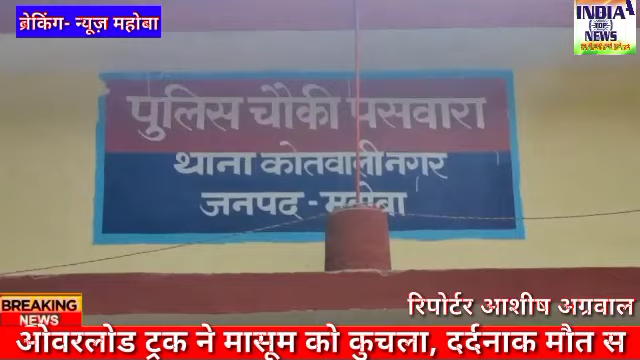 ब्रेकिंग- न्यूज़ महोबा
INDIA
TOP
NEWS
पुलिस चौकी पसवारा
थाना कोतवाली नगर
जनपद - महोबा
BREAKING
NEWS
रिपोर्टर आशीष अग्रवाल
ओवरलोड ट्रक ने मासूम को कुचला, दर्दनाक मौत स